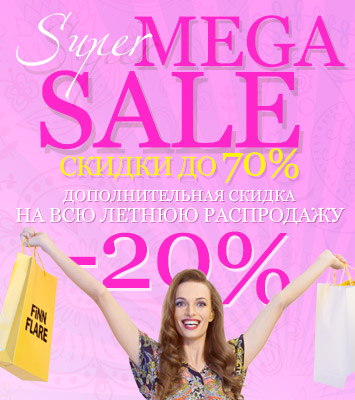 Super
MEGA
SALE
СКИДКИ ДО 70%
ДОПОЛНИТЕЛЬНАЯ СКИДКА
НА ВСЮ ЛЕТНЮЮ РАСПРОДАЖУ
-20%
FiNN
FLARE